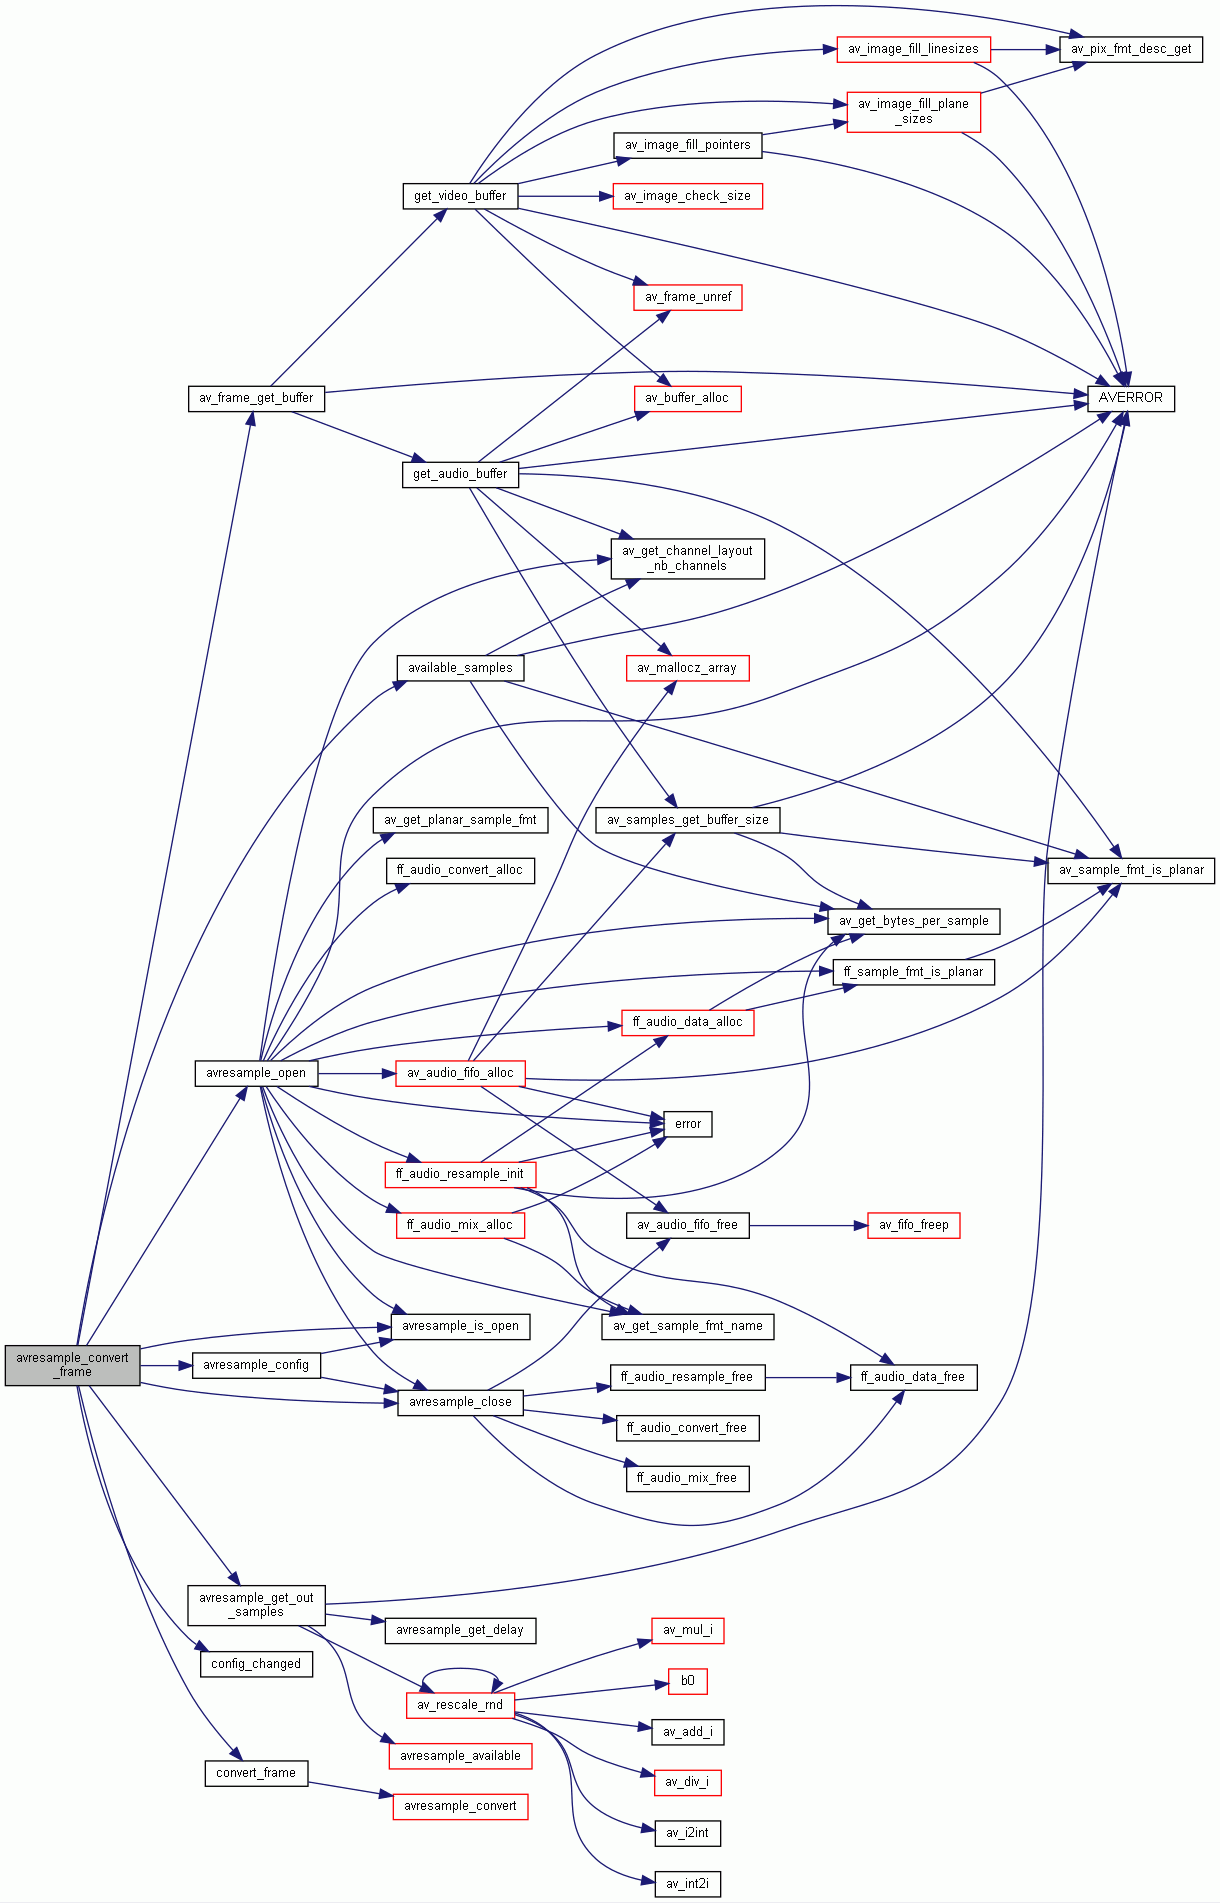 av_image_fill_linesizes
av_pix_fmt_desc_get
av_image_fill_plane
_sizes
av_image_fill_pointers
get_video_buffer
av_image_check_size
av_frame_unref
av_frame_get_buffer
av_buffer_alloc
AVERROR
get_audio_buffer
av_get_channel_layout
_nb_channels
available_samples
av_mallocz_array
av_get_planar_sample_fmt
av_samples_get_buffer_size
ff_audio_convert_alloc
av_sample_fmt_is_planar
av_get_bytes_per_sample
ff_sample_fmt_is_planar
ff_audio_data_alloc
avresample_open
av_audio_fifo_alloc
error
ff_audio_resample_init
ff_audio_mix_alloc
av_audio_fifo_free
av_fifo_freep
avresample_is_open
av_get_sample_fmt_name
avresample_convert
_frame
avresample_config
ff_audio_resample_free
ff_audio_data_free
avresample_close
ff_audio_convert_free
ff_audio_mix_free
avresample_get_out
_samples
avresample_get_delay
av_mul_i
config_changed
b0
av_rescale_rnd
av_add_i
avresample_available
convert_frame
av_div_i
avresample_convert
av_i2int
av_int2i